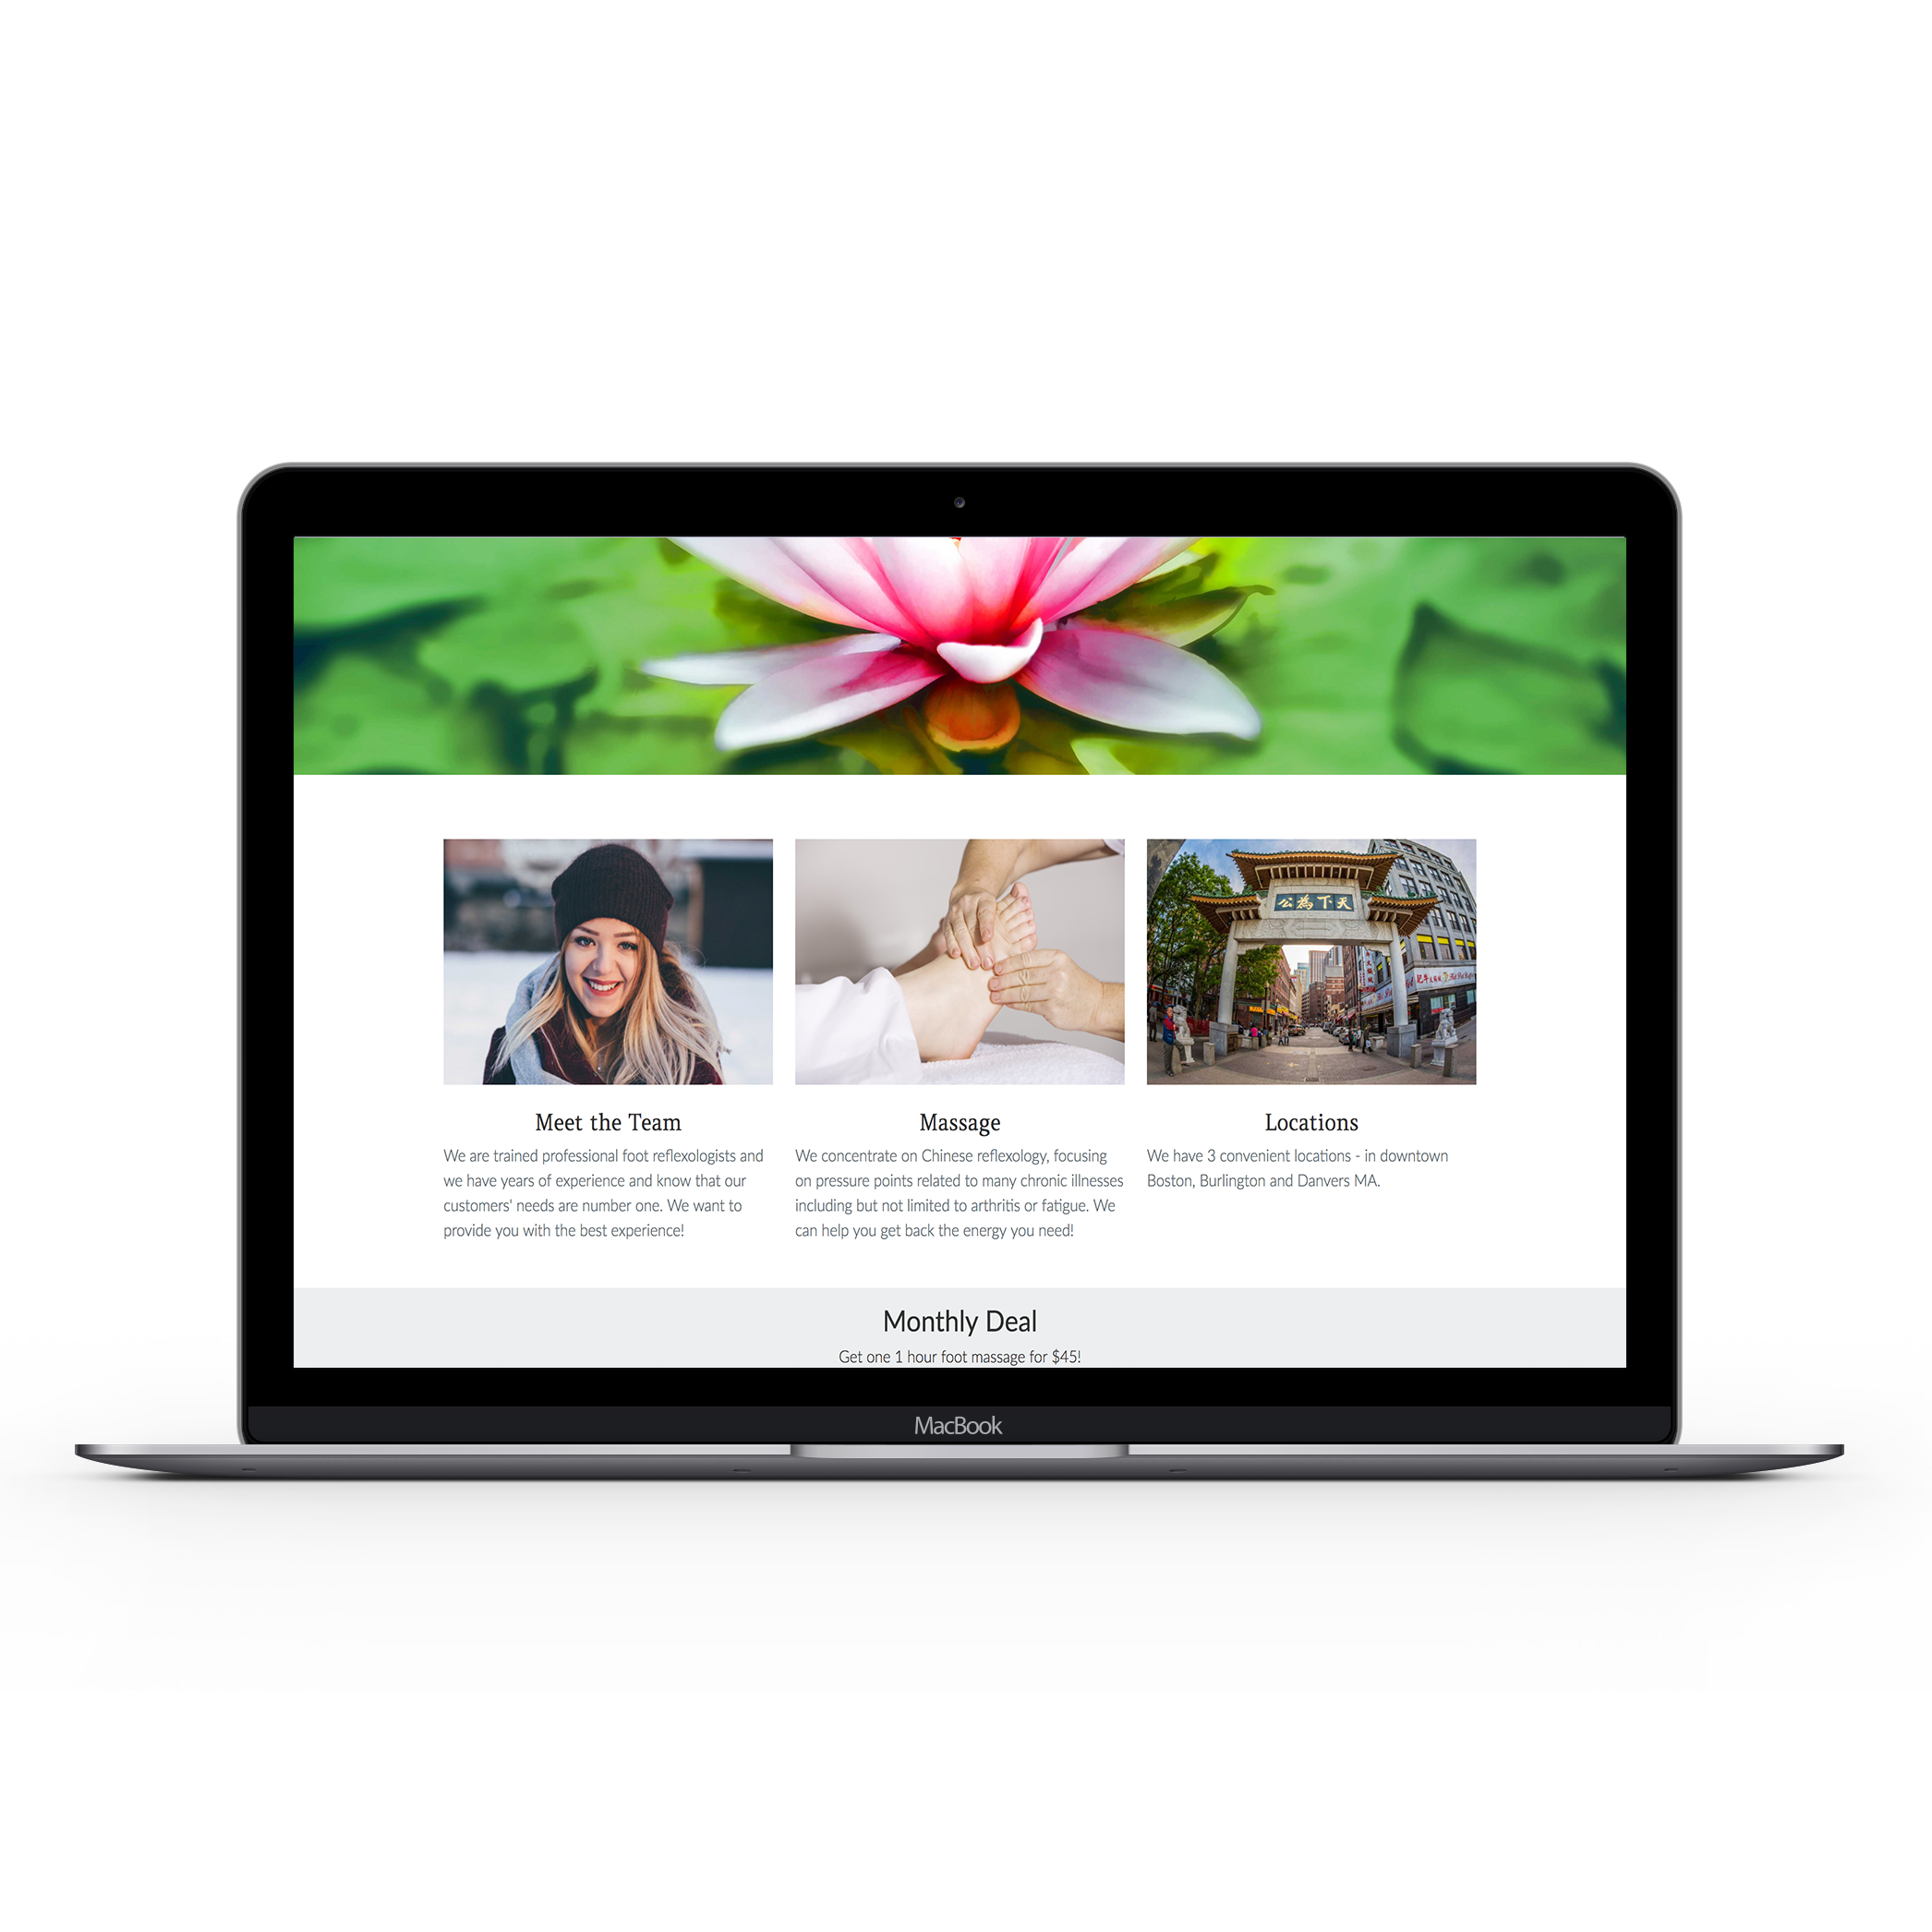 公為下天
Meet the Team
We are trained professional foot reflexologists and
we have years of experience and know that our
customers' needs are number one. We want to
provide you with the best experience!
Massage
We concentrate on Chinese reflexology, focusing
on pressure points related to many chronic illnesses
including but not limited to arthritis or fatigue. We
can help you get back the energy you need!
Locations
We have 3 convenient locations - in downtown
Boston, Burlington and Danvers MA.
Monthly Deal
Get one 1 hour foot massage for $45!
MacBook